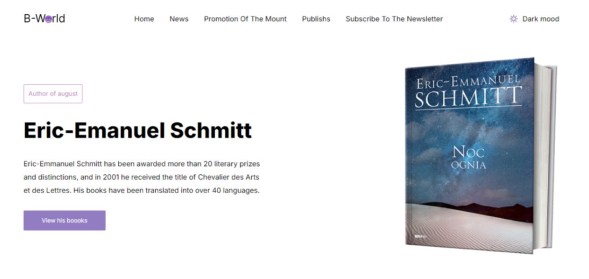 B-World
Home News Promotion Of The Mount Publishs Subscribe To The Newsletter
Dark mood
Author of august
Eric-Emanuel Schmitt
Eric-Emmanuel Schmitt has been awarded more than 20 literary prizes
and distinctions, and in 2001 he received the title of Chevalier des Arts
et des Lettres. His books have been translated into over 40 languages.
View his boooks
ERIC-EMMANUEL
SCHMITT
NOC
OGNIA